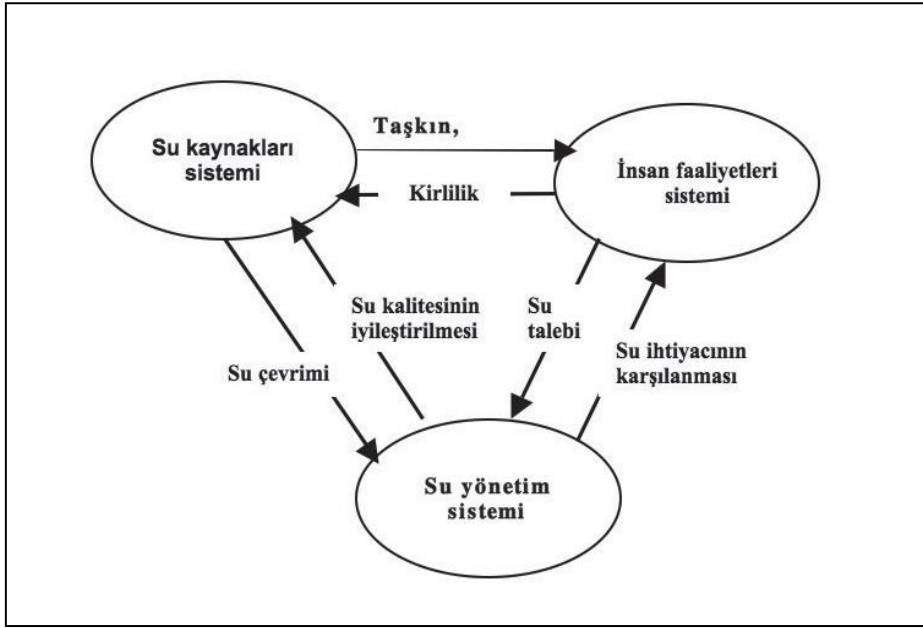 Su kaynakları
sistemi
Taşkın,
Kirlilik
İnsan faaliyetleri
sistemi
Su kalitesinin
iyileştirilmesi
Su
talebi
Su ihtiyacının
karşılanması
Su çevrimi
Su yönetim
sistemi